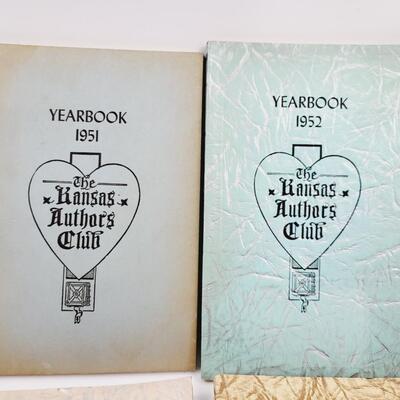 YEARBOOK
1951
The
Kansas
Authors
Club
YEARBOOK
1952
The
Kansas
Authors
Club